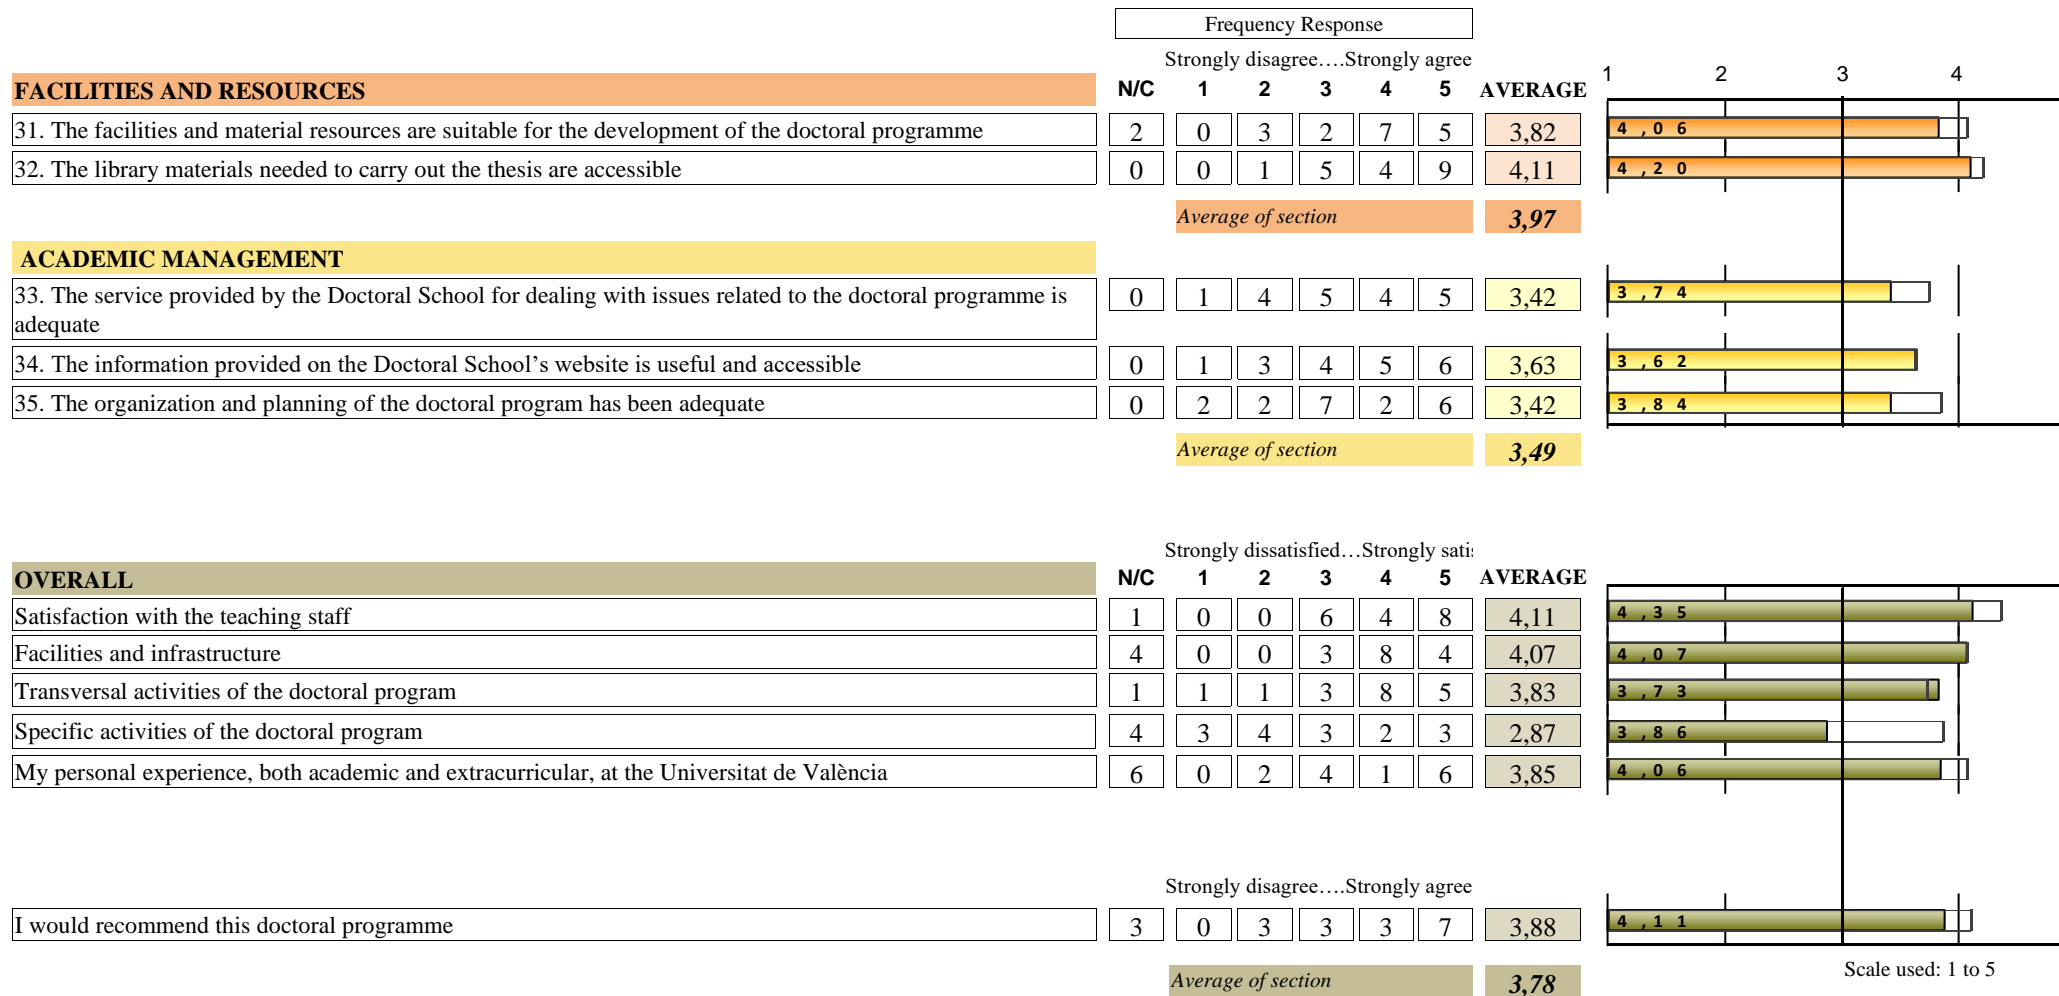 Frequency Response
Strongly disagree….Strongly agree
1 2 3 4
FACILITIES AND RESOURCES N/C 1 2 3 4 5 AVERAGE
31. The facilities and material resources are suitable for the development of the doctoral programme 2 0 3 2 7 5 3,82 4,06
32. The library materials needed to carry out the thesis are accessible 0 0 1 5 4 9 4,11 4,20
Average of section 3,97
ACADEMIC MANAGEMENT
33. The service provided by the Doctoral School for dealing with issues related to the doctoral programme is 0 1 4 5 4 5 3,42 3,74
adequate
34. The information provided on the Doctoral School’s website is useful and accessible 0 1 3 4 5 6 3,63 3,62
35. The organization and planning of the doctoral program has been adequate 0 2 2 7 2 6 3,42 3,84
Average of section 3,49
Strongly dissatisfied…Strongly sati
OVERALL N/C 1 2 3 4 5 AVERAGE
Satisfaction with the teaching staff 1 0 0 6 4 8 4,11 4,35
Facilities and infrastructure 4 0 0 3 8 4 4,07 4,07
Transversal activities of the doctoral program 1 1 1 3 8 5 3,83 3,73
Specific activities of the doctoral program 4 3 4 3 2 3 2,87 3,86
My personal experience, both academic and extracurricular, at the Universitat de València 6 0 2 4 1 6 3,85 4,06
Strongly disagree….Strongly agree
I would recommend this doctoral programme 3 0 3 3 3 7 3,88 4,11
Scale used: 1 to 5
Average of section 3,78